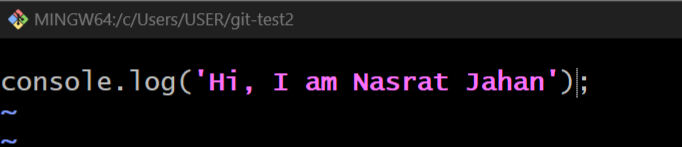 MINGW64:/c/Users/USER/git-test2
console.log('Hi, I am Nasrat Jahan');
~
~